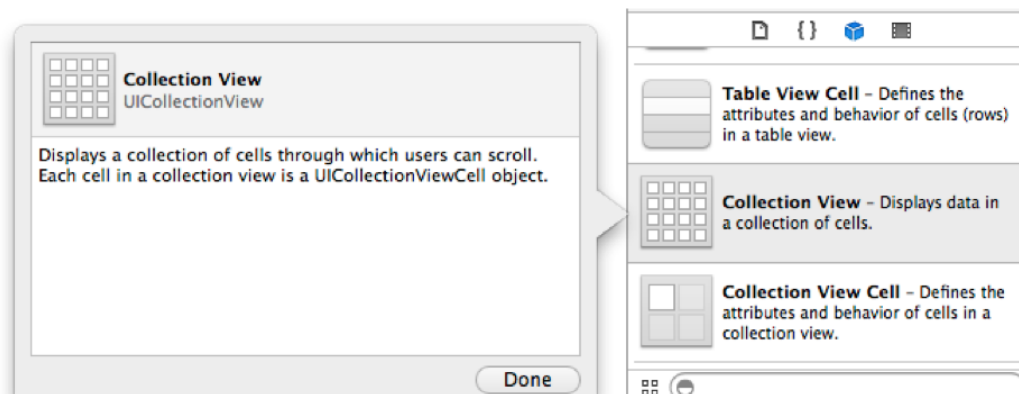 Collection View
UICollectionView
Displays a collection of cells through which users can scroll.
Each cell in a collection view is a UICollectionViewCell object.
Done
{ }
Table View Cell – Defines the
attributes and behavior of cells (rows)
in a table view.
Collection View – Displays data in
a collection of cells.
Collection View Cell – Defines the
attributes and behavior of cells in a
collection view.